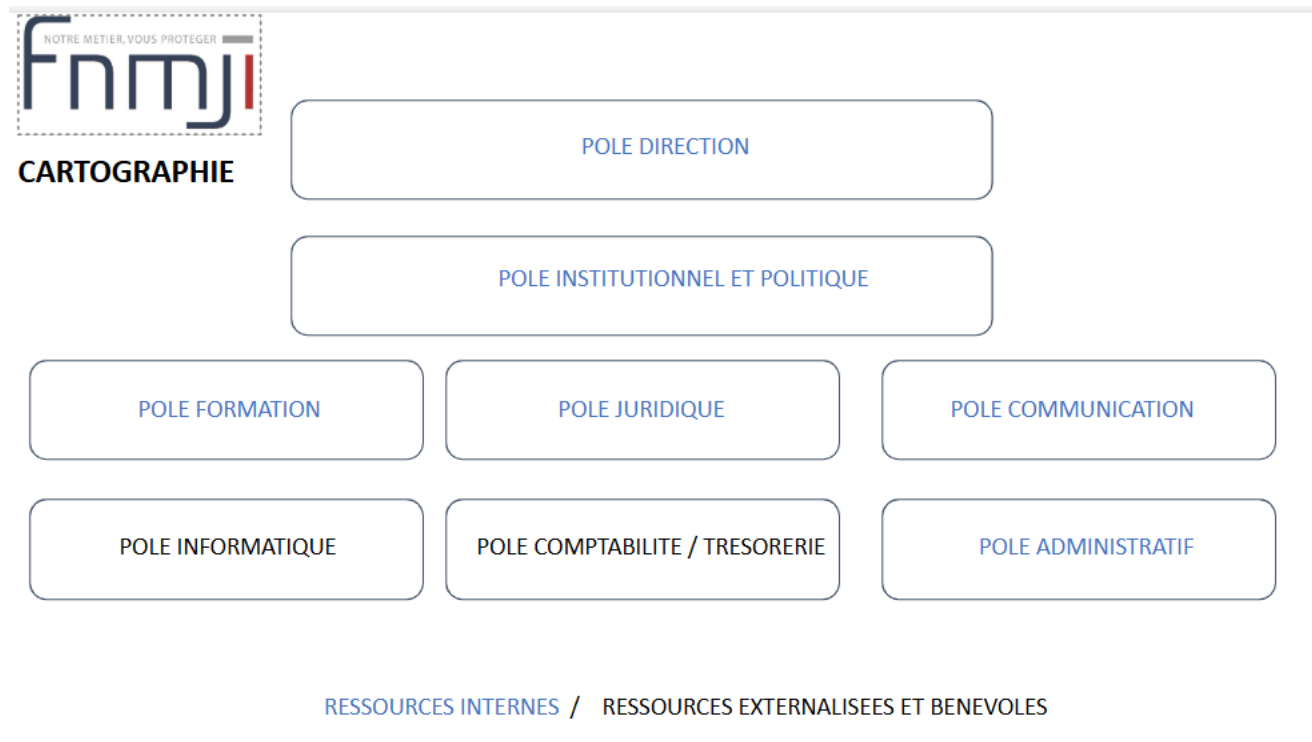 NOTRE METIER, VOUS PROTEGER
fnmji
CARTOGRAPHIE
POLE DIRECTION
POLE INSTITUTIONNEL ET POLITIQUE
POLE FORMATION
POLE JURIDIQUE
POLE COMMUNICATION
POLE INFORMATIQUE
POLE COMPTABILITE / TRESORERIE
POLE ADMINISTRATIF
RESSOURCES INTERNES / RESSOURCES EXTERNALISEES ET BENEVOLES